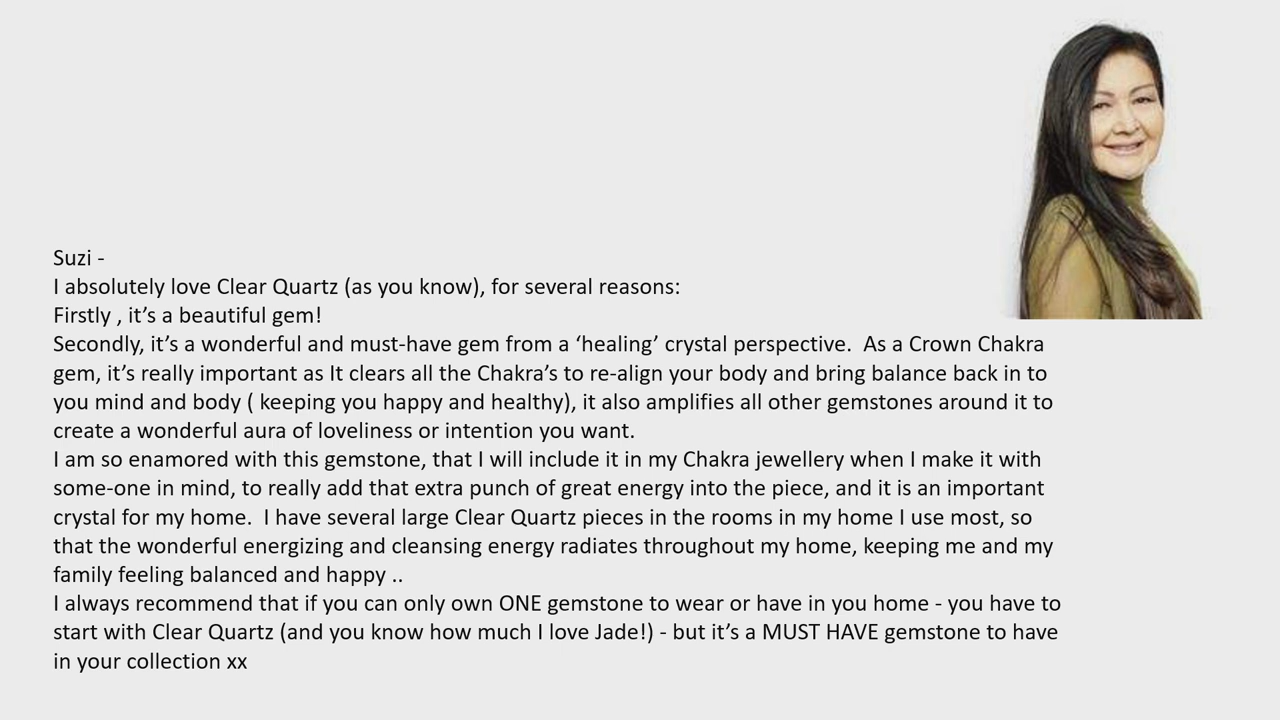 Suzi -
I absolutely love Clear Quartz (as you know), for several reasons:
Firstly , it’s a beautiful gem!
Secondly, it’s a wonderful and must-have gem from a ‘healing’ crystal perspective.  As a Crown Chakra
gem, it’s really important as It clears all the Chakra’s to re-align your body and bring balance back in to
you mind and body ( keeping you happy and healthy), it also amplifies all other gemstones around it to
create a wonderful aura of loveliness or intention you want.
I am so enamored with this gemstone, that I will include it in my Chakra jewellery when I make it with
some-one in mind, to really add that extra punch of great energy into the piece, and it is an important
crystal for my home.  I have several large Clear Quartz pieces in the rooms in my home I use most, so
that the wonderful energizing and cleansing energy radiates throughout my home, keeping me and my
family feeling balanced and happy ..
I always recommend that if you can only own ONE gemstone to wear or have in you home - you have to
start with Clear Quartz (and you know how much I love Jade!) - but it’s a MUST HAVE gemstone to have
in your collection xx